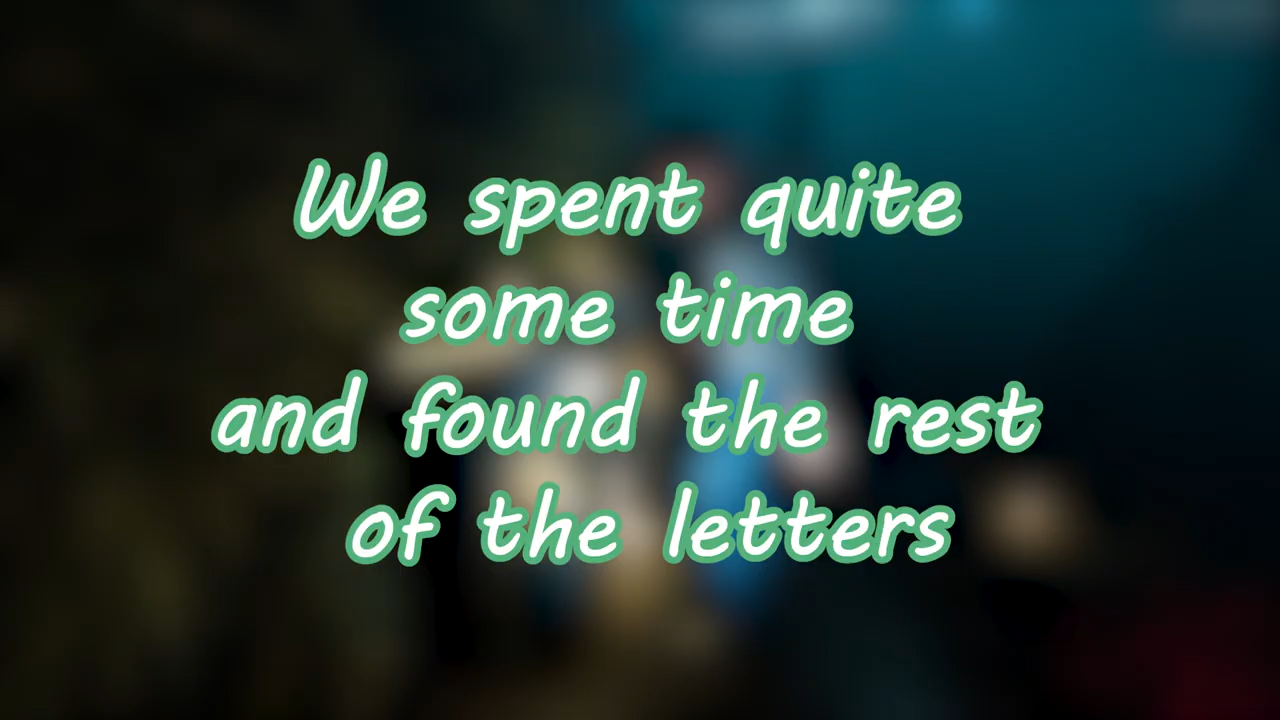 We spent quite
some time
and found the rest
of the letters